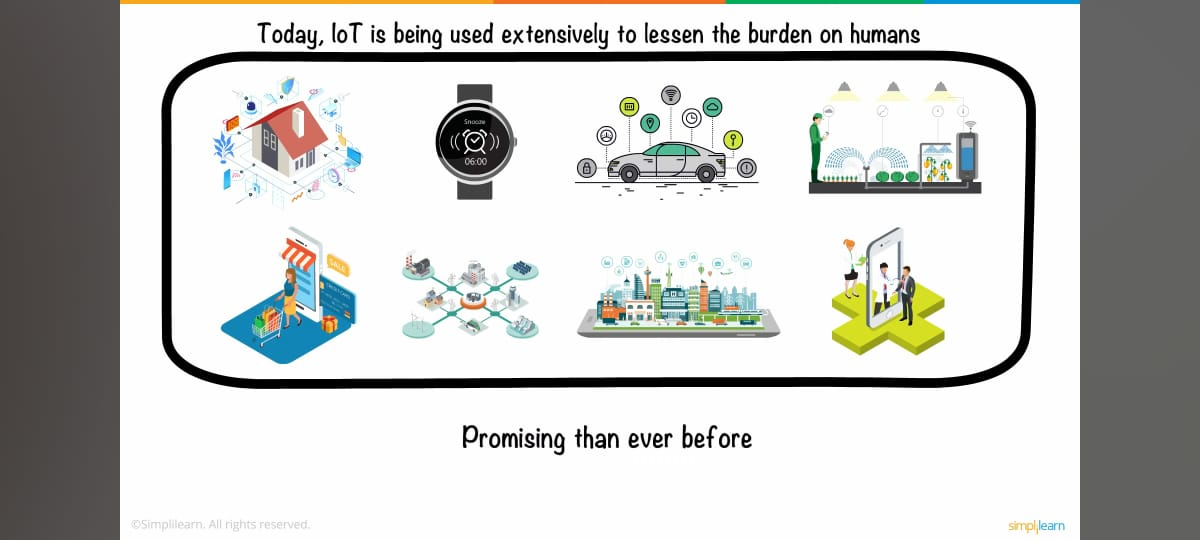 Today, IoT is being used extensively to lessen the burden on humans
Snooze
06:00
SALE
Promising than ever before
©Simplilearn. All rights reserved.
simplilearn